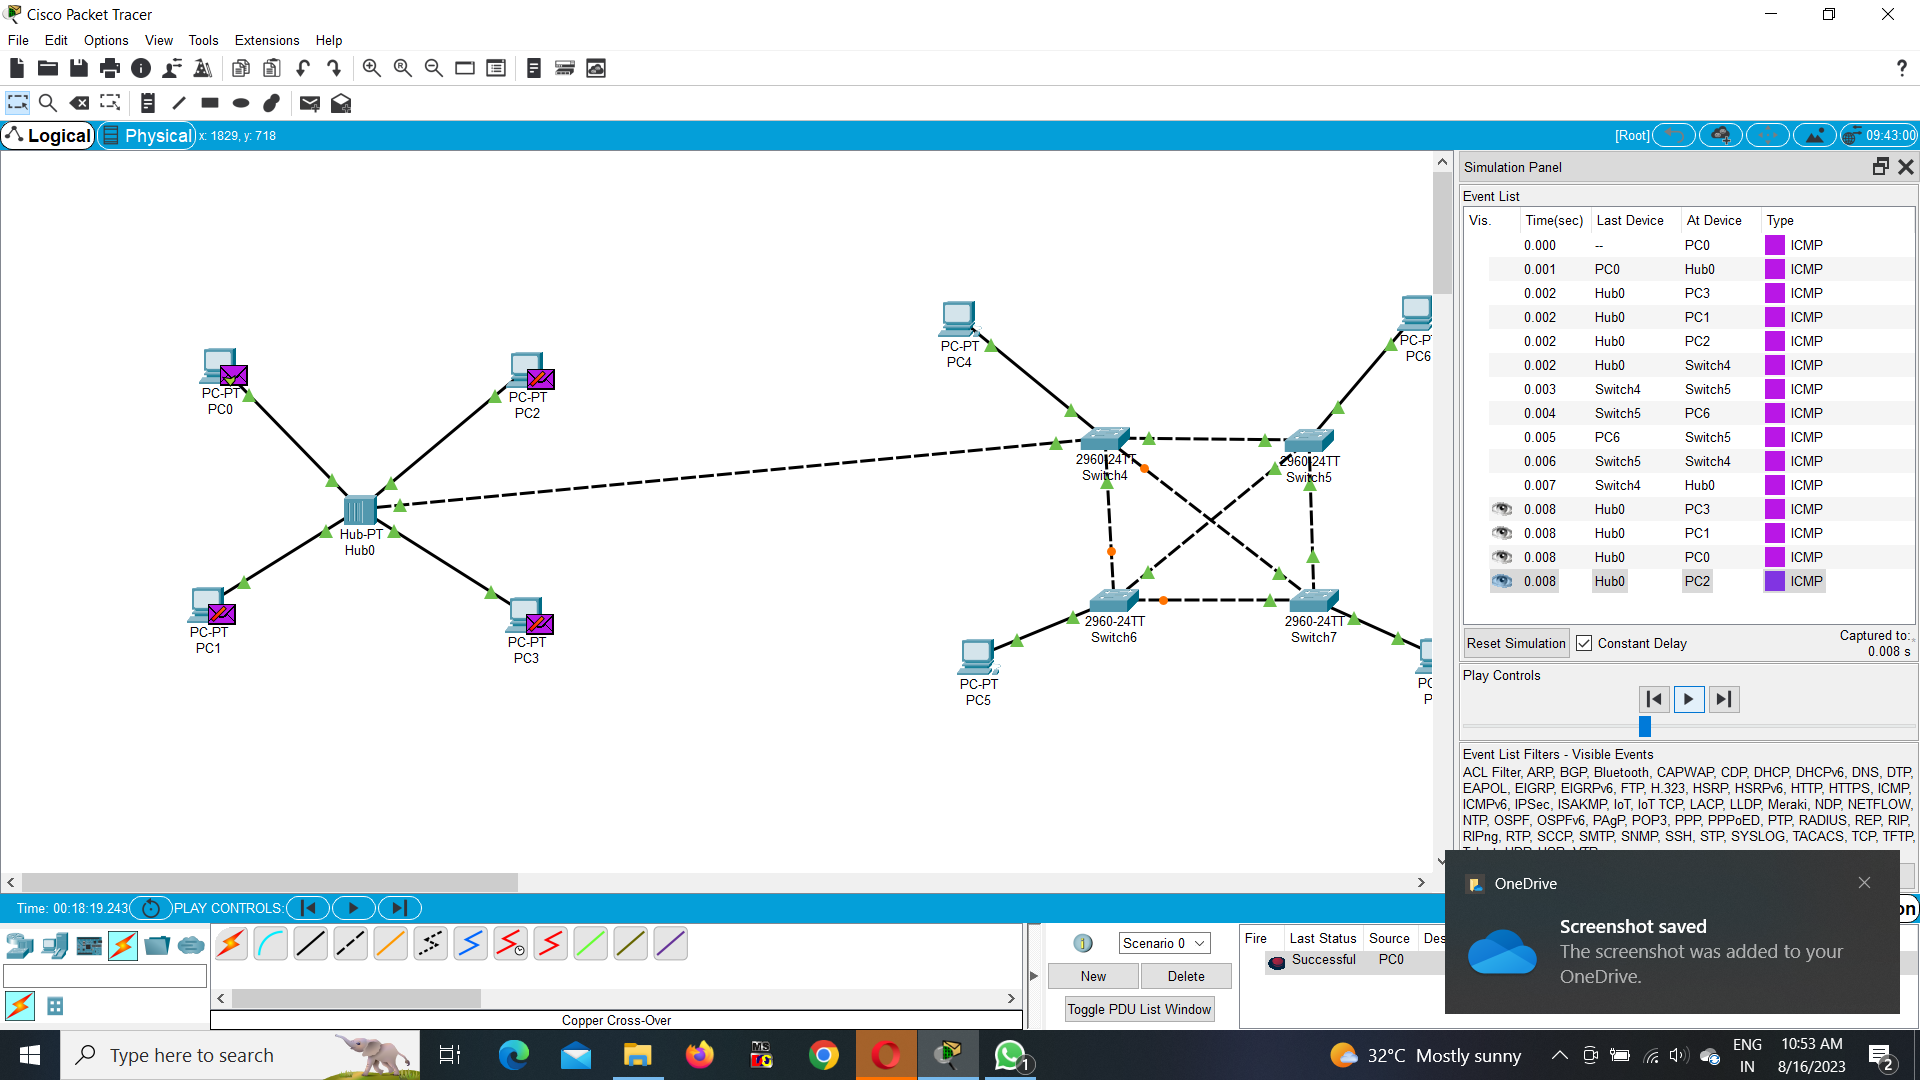 Cisco Packet Tracer
File Edit Options View Tools Extensions Help
Logical Physical x: 1829, y: 718 [Root] 09:43:00
Simulation Panel
Event List
Vis. Time(sec) Last Device At Device Type
0.000 -- PC0 ICMP
0.001 PC0 Hub0 ICMP
0.002 Hub0 PC3 ICMP
0.002 Hub0 PC1 ICMP
0.002 Hub0 PC2 ICMP
0.002 Hub0 Switch4 ICMP
0.003 Switch4 Switch5 ICMP
0.004 Switch5 PC6 ICMP
0.005 PC6 Switch5 ICMP
0.006 Switch5 Switch4 ICMP
0.007 Switch4 Hub0 ICMP
0.008 Hub0 PC3 ICMP
0.008 Hub0 PC1 ICMP
0.008 Hub0 PC0 ICMP
0.008 Hub0 PC2 ICMP
Reset Simulation Constant Delay Captured to:
0.008 s
Play Controls
Event List Filters - Visible Events
ACL Filter, ARP, BGP, Bluetooth, CAPWAP, CDP, DHCP, DHCPv6, DNS, DTP,
EAPOL, EIGRP, EIGRPv6, FTP, H.323, HSRP, HSRPv6, HTTP, HTTPS, ICMP,
ICMPv6, IPSec, ISAKMP, IoT, IoT TCP, LACP, LLDP, Meraki, NDP, NETFLOW,
NTP, OSPF, OSPFv6, PAgP, POP3, PPP, PPPoED, PTP, RADIUS, REP, RIP,
RIPng, RTP, SCCP, SMTP, SNMP, SSH, STP, SYSLOG, TACACS, TCP, TFTP,
PC-PT
PC0
PC-PT
PC2
Hub-PT
Hub0
PC-PT
PC1
PC-PT
PC3
PC-PT
PC4
PC-PT
PC6
2960-24TT
Switch4
2960-24TT
Switch5
2960-24TT
Switch6
2960-24TT
Switch7
PC-PT
PC5
PC
P
OneDrive
Screenshot saved
The screenshot was added to your
OneDrive.
Time: 00:18:19.243 PLAY CONTROLS:
on
Scenario 0
New Delete
Toggle PDU List Window
Fire Last Status Source Des
Successful PC0
Copper Cross-Over
Type here to search
MS
32°C Mostly sunny
ENG
IN
10:53 AM
8/16/2023
1
2